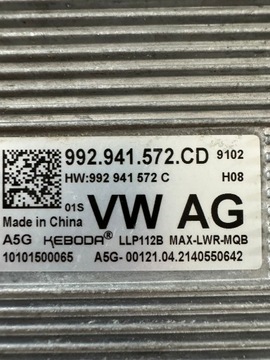 992.941.572.CD 9102
HW:992 941 572 C H08
01S VW AG
Made in China
A5G KEBODA® LLP112B MAX-LWR-MQB
10101500065 A5G- 00121.04.2140550642